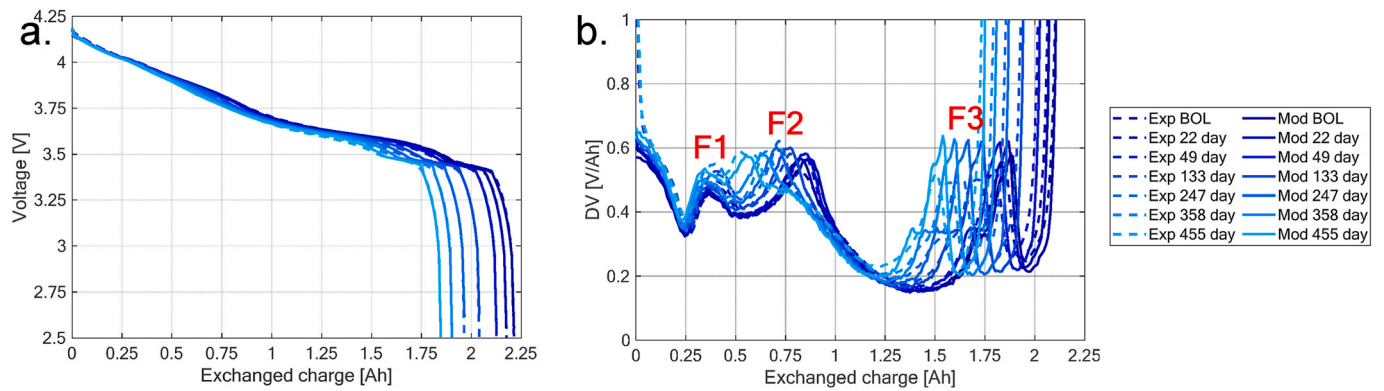 a.
4.25
4
3.75
3.5
3.25
3
2.75
2.5
Voltage [V]
0 0.25 0.5 0.75 1 1.25 1.5 1.75 2 2.25
Exchanged charge [Ah]
b.
1
0.8
0.6
0.4
0.2
0
DV [V/Ah]
F1
F2
F3
0 0.25 0.5 0.75 1 1.25 1.5 1.75 2 2.25
Exchanged charge [Ah]
Exp BOL Mod BOL
Exp 22 day Mod 22 day
Exp 49 day Mod 49 day
Exp 133 day Mod 133 day
Exp 247 day Mod 247 day
Exp 358 day Mod 358 day
Exp 455 day Mod 455 day